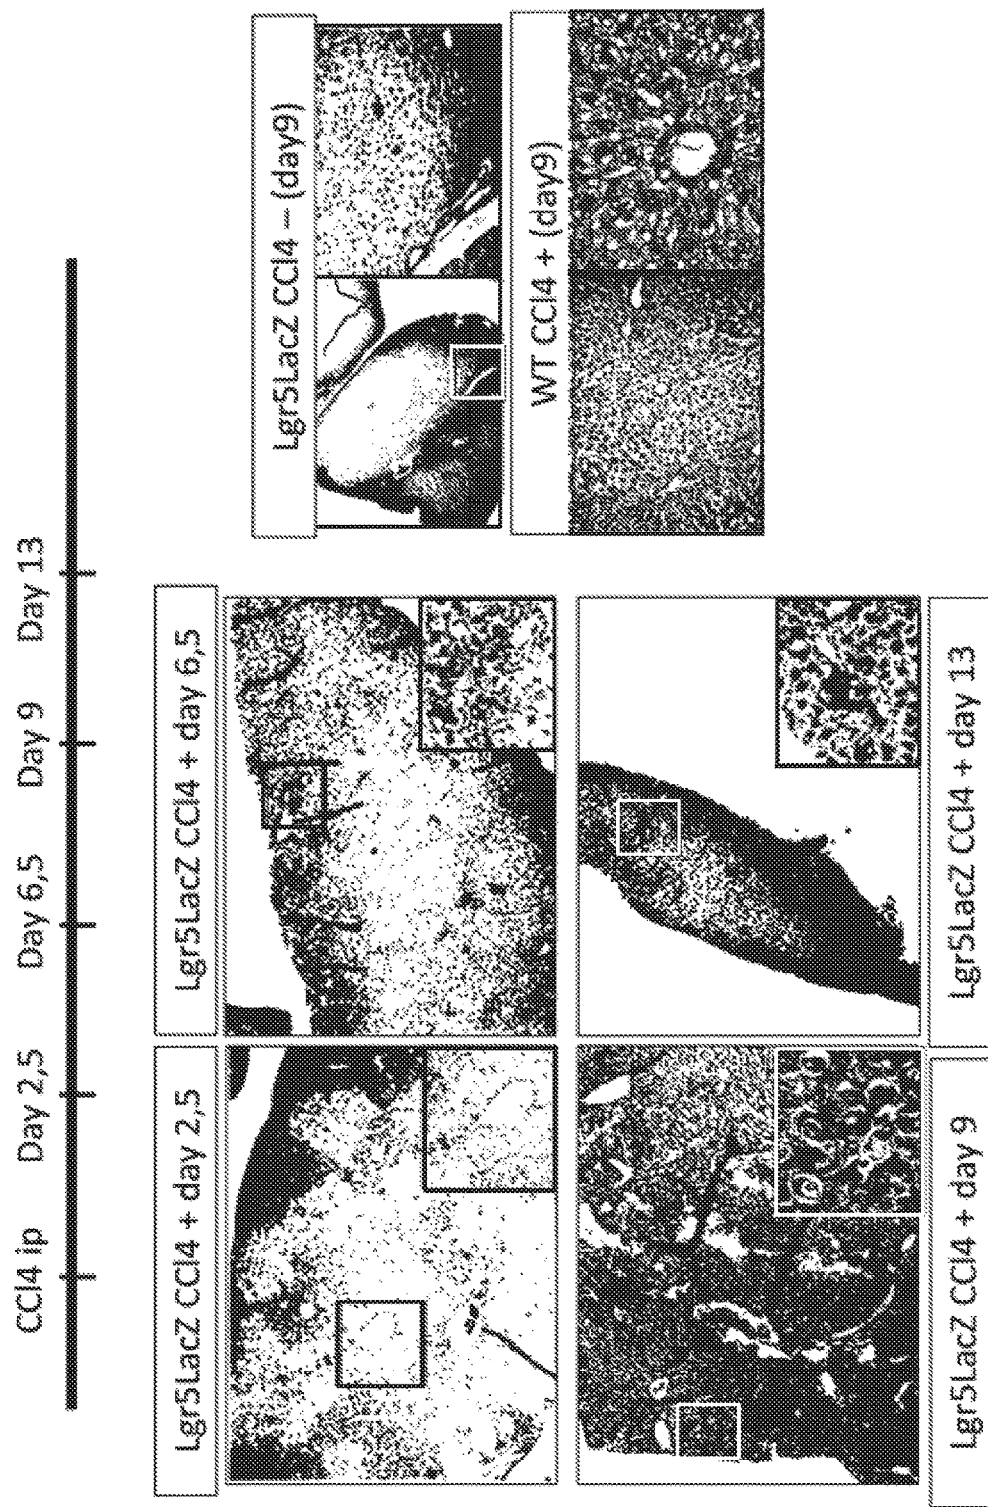 CCl4 ip Day 2,5 Day 6,5 Day 9 Day 13
Lgr5LacZ CCl4 + day 2,5
Lgr5LacZ CCl4 + day 6,5
Lgr5LacZ CCl4 – (day9)
WT CCl4 + (day9)
Lgr5LacZ CCl4 + day 9
Lgr5LacZ CCl4 + day 13